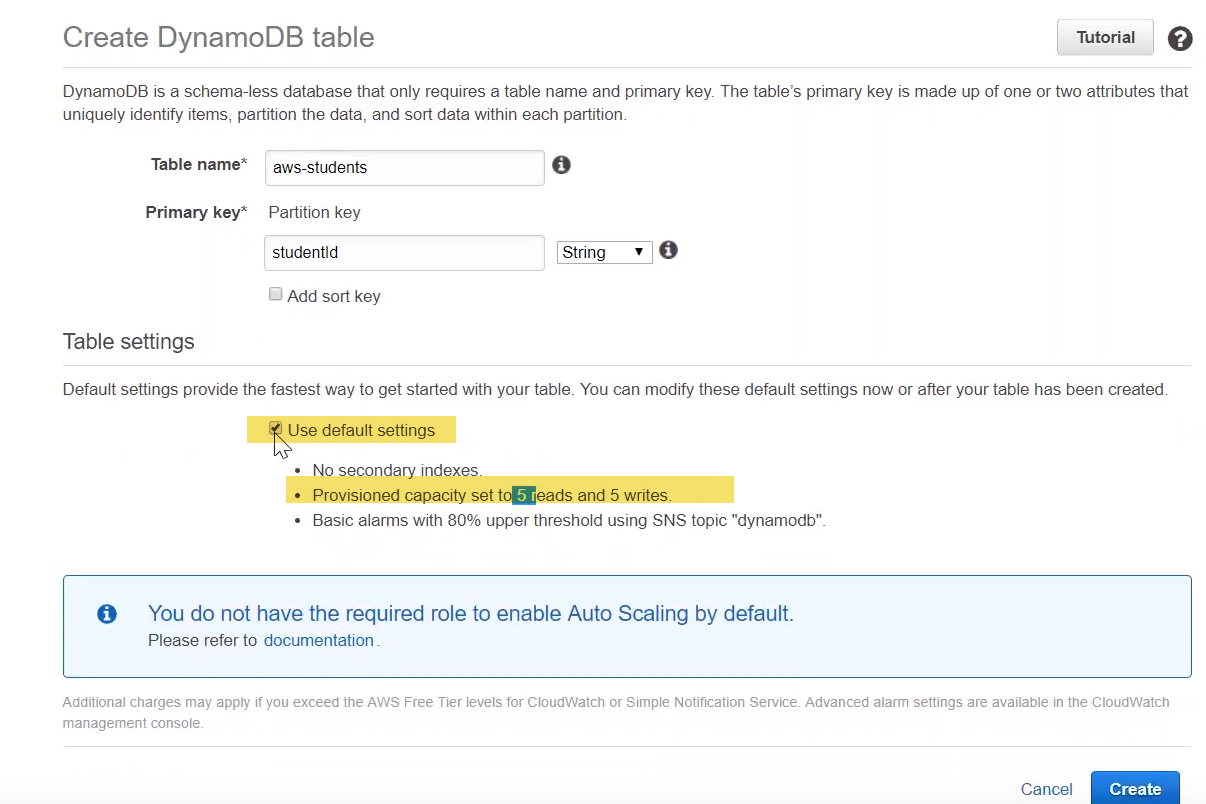 Create DynamoDB table
Tutorial
?
DynamoDB is a schema-less database that only requires a table name and primary key. The table's primary key is made up of one or two attributes that
uniquely identify items, partition the data, and sort data within each partition.
Table name* aws-students
Primary key* Partition key
studentId String
Add sort key
Table settings
Default settings provide the fastest way to get started with your table. You can modify these default settings now or after your table has been created.
Use default settings
• No secondary indexes.
• Provisioned capacity set to 5 reads and 5 writes.
• Basic alarms with 80% upper threshold using SNS topic "dynamodb".
You do not have the required role to enable Auto Scaling by default.
Please refer to documentation.
Additional charges may apply if you exceed the AWS Free Tier levels for CloudWatch or Simple Notification Service. Advanced alarm settings are available in the CloudWatch
management console.
Cancel Create